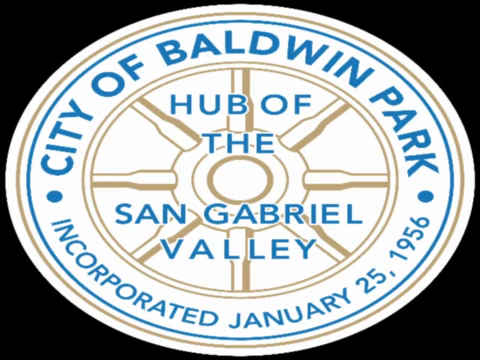 CITY OF BALDWIN PARK
HUB OF
THE
SAN GABRIEL
VALLEY
INCORPORATED JANUARY 25, 1956